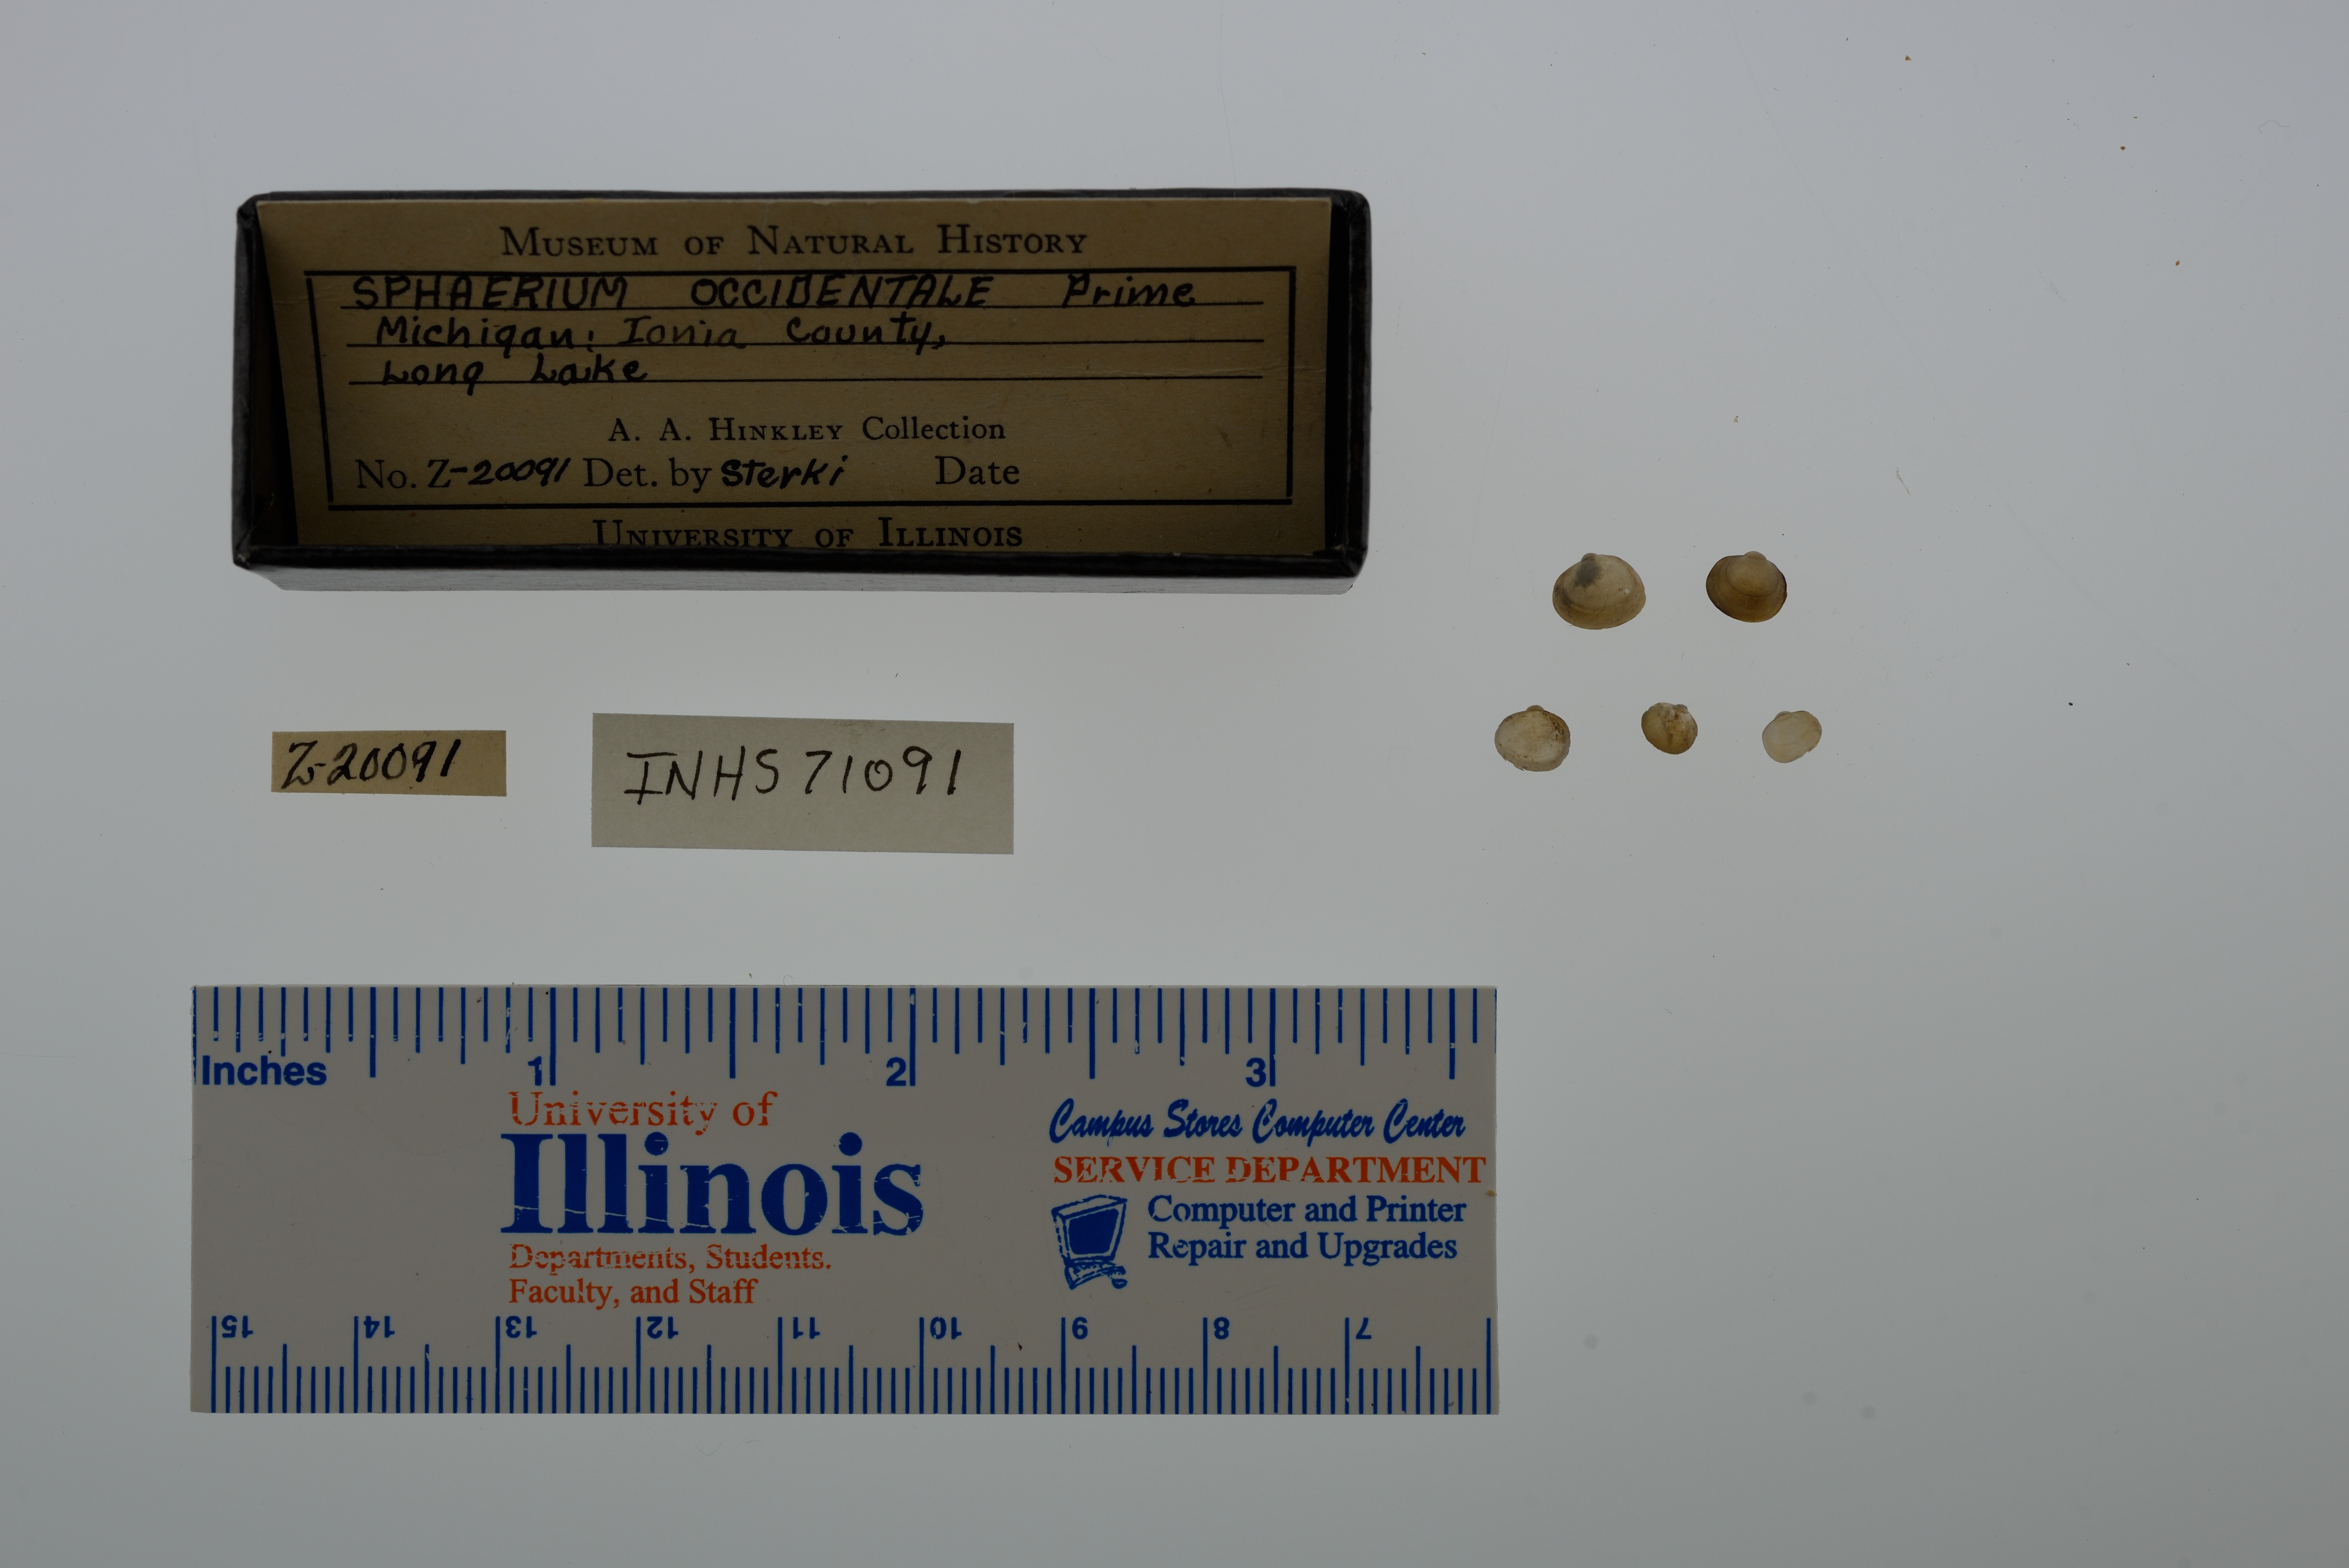 MUSEUM OF NATURAL HISTORY
SPHAERIUM OCCIDENTALE Prime
Michigan: Ionia County,
Long Lake
A. A. HINKLEY Collection
No. Z-20091 Det. by Sterki Date
UNIVERSITY OF ILLINOIS
Z-20091
INHS 71091
Inches 1 2 3
University of
Illinois
Departments, Students,
Faculty, and Staff
Campus Stores Computer Center
SERVICE DEPARTMENT
Computer and Printer
Repair and Upgrades
15 14 13 12 11 10 9 8 7